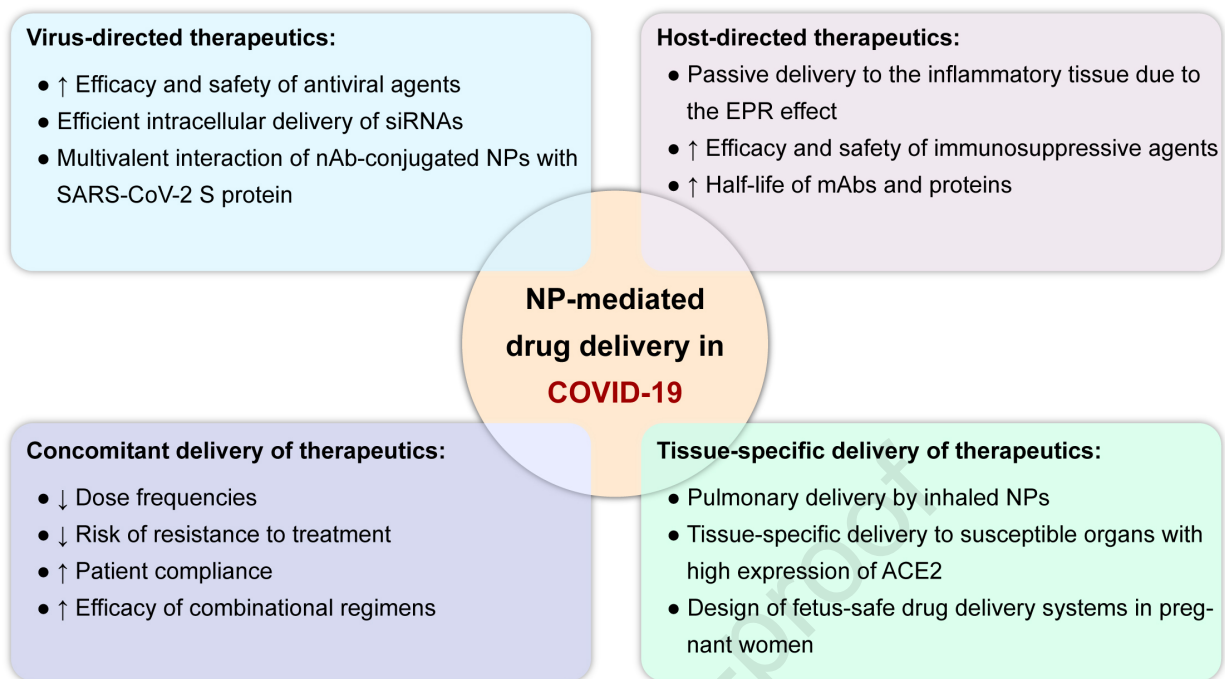 Virus-directed therapeutics:
● ↑ Efficacy and safety of antiviral agents
● Efficient intracellular delivery of siRNAs
● Multivalent interaction of nAb-conjugated NPs with
SARS-CoV-2 S protein
Host-directed therapeutics:
● Passive delivery to the inflammatory tissue due to
the EPR effect
● ↑ Efficacy and safety of immunosuppressive agents
● ↑ Half-life of mAbs and proteins
NP-mediated
drug delivery in
COVID-19
Concomitant delivery of therapeutics:
● ↓ Dose frequencies
● ↓ Risk of resistance to treatment
● ↑ Patient compliance
● ↑ Efficacy of combinational regimens
Tissue-specific delivery of therapeutics:
● Pulmonary delivery by inhaled NPs
● Tissue-specific delivery to susceptible organs with
high expression of ACE2
● Design of fetus-safe drug delivery systems in preg-
nant women
proof